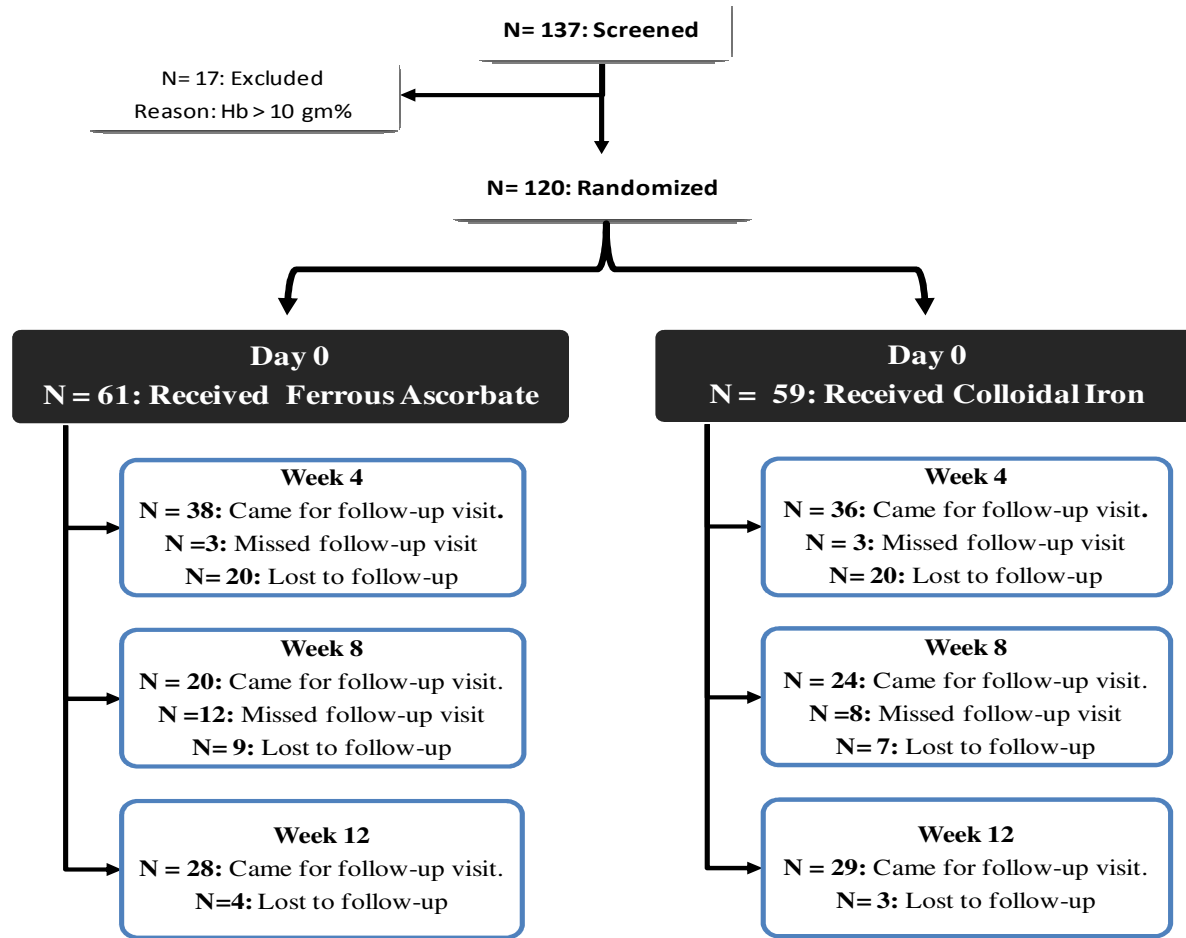 N= 137: Screened
N= 17: Excluded
Reason: Hb > 10 gm%
N= 120: Randomized
Day 0
N = 61: Received Ferrous Ascorbate
Week 4
N = 38: Came for follow-up visit.
N =3: Missed follow-up visit
N= 20: Lost to follow-up
Week 8
N = 20: Came for follow-up visit.
N =12: Missed follow-up visit
N= 9: Lost to follow-up
Week 12
N = 28: Came for follow-up visit.
N=4: Lost to follow-up
Day 0
N = 59: Received Colloidal Iron
Week 4
N = 36: Came for follow-up visit.
N = 3: Missed follow-up visit
N= 20: Lost to follow-up
Week 8
N = 24: Came for follow-up visit.
N =8: Missed follow-up visit
N= 7: Lost to follow-up
Week 12
N = 29: Came for follow-up visit.
N= 3: Lost to follow-up